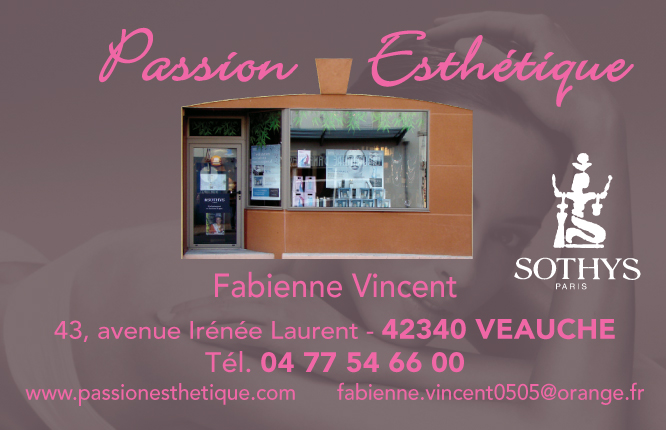 Passion Esthétique
SOTHYS
SOTHYS
PARIS
Fabienne Vincent
43, avenue Irénée Laurent - 42340 VEAUCHE
Tél. 04 77 54 66 00
www.passionesthetique.com fabienne.vincent0505@orange.fr